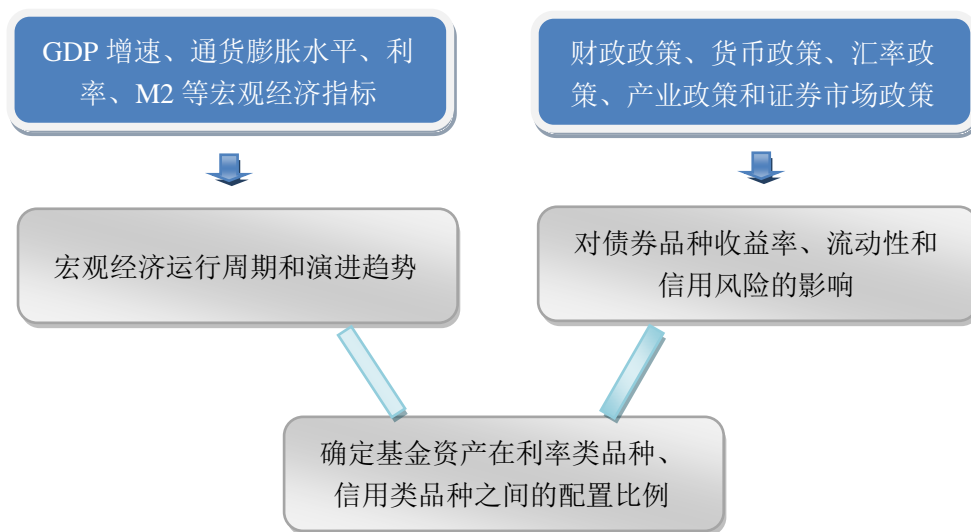 GDP 增速、通货膨胀水平、利
率、M2 等宏观经济指标
财政政策、货币政策、汇率政
策、产业政策和证券市场政策
宏观经济运行周期和演进趋势
对债券品种收益率、流动性和
信用风险的影响
确定基金资产在利率类品种、
信用类品种之间的配置比例